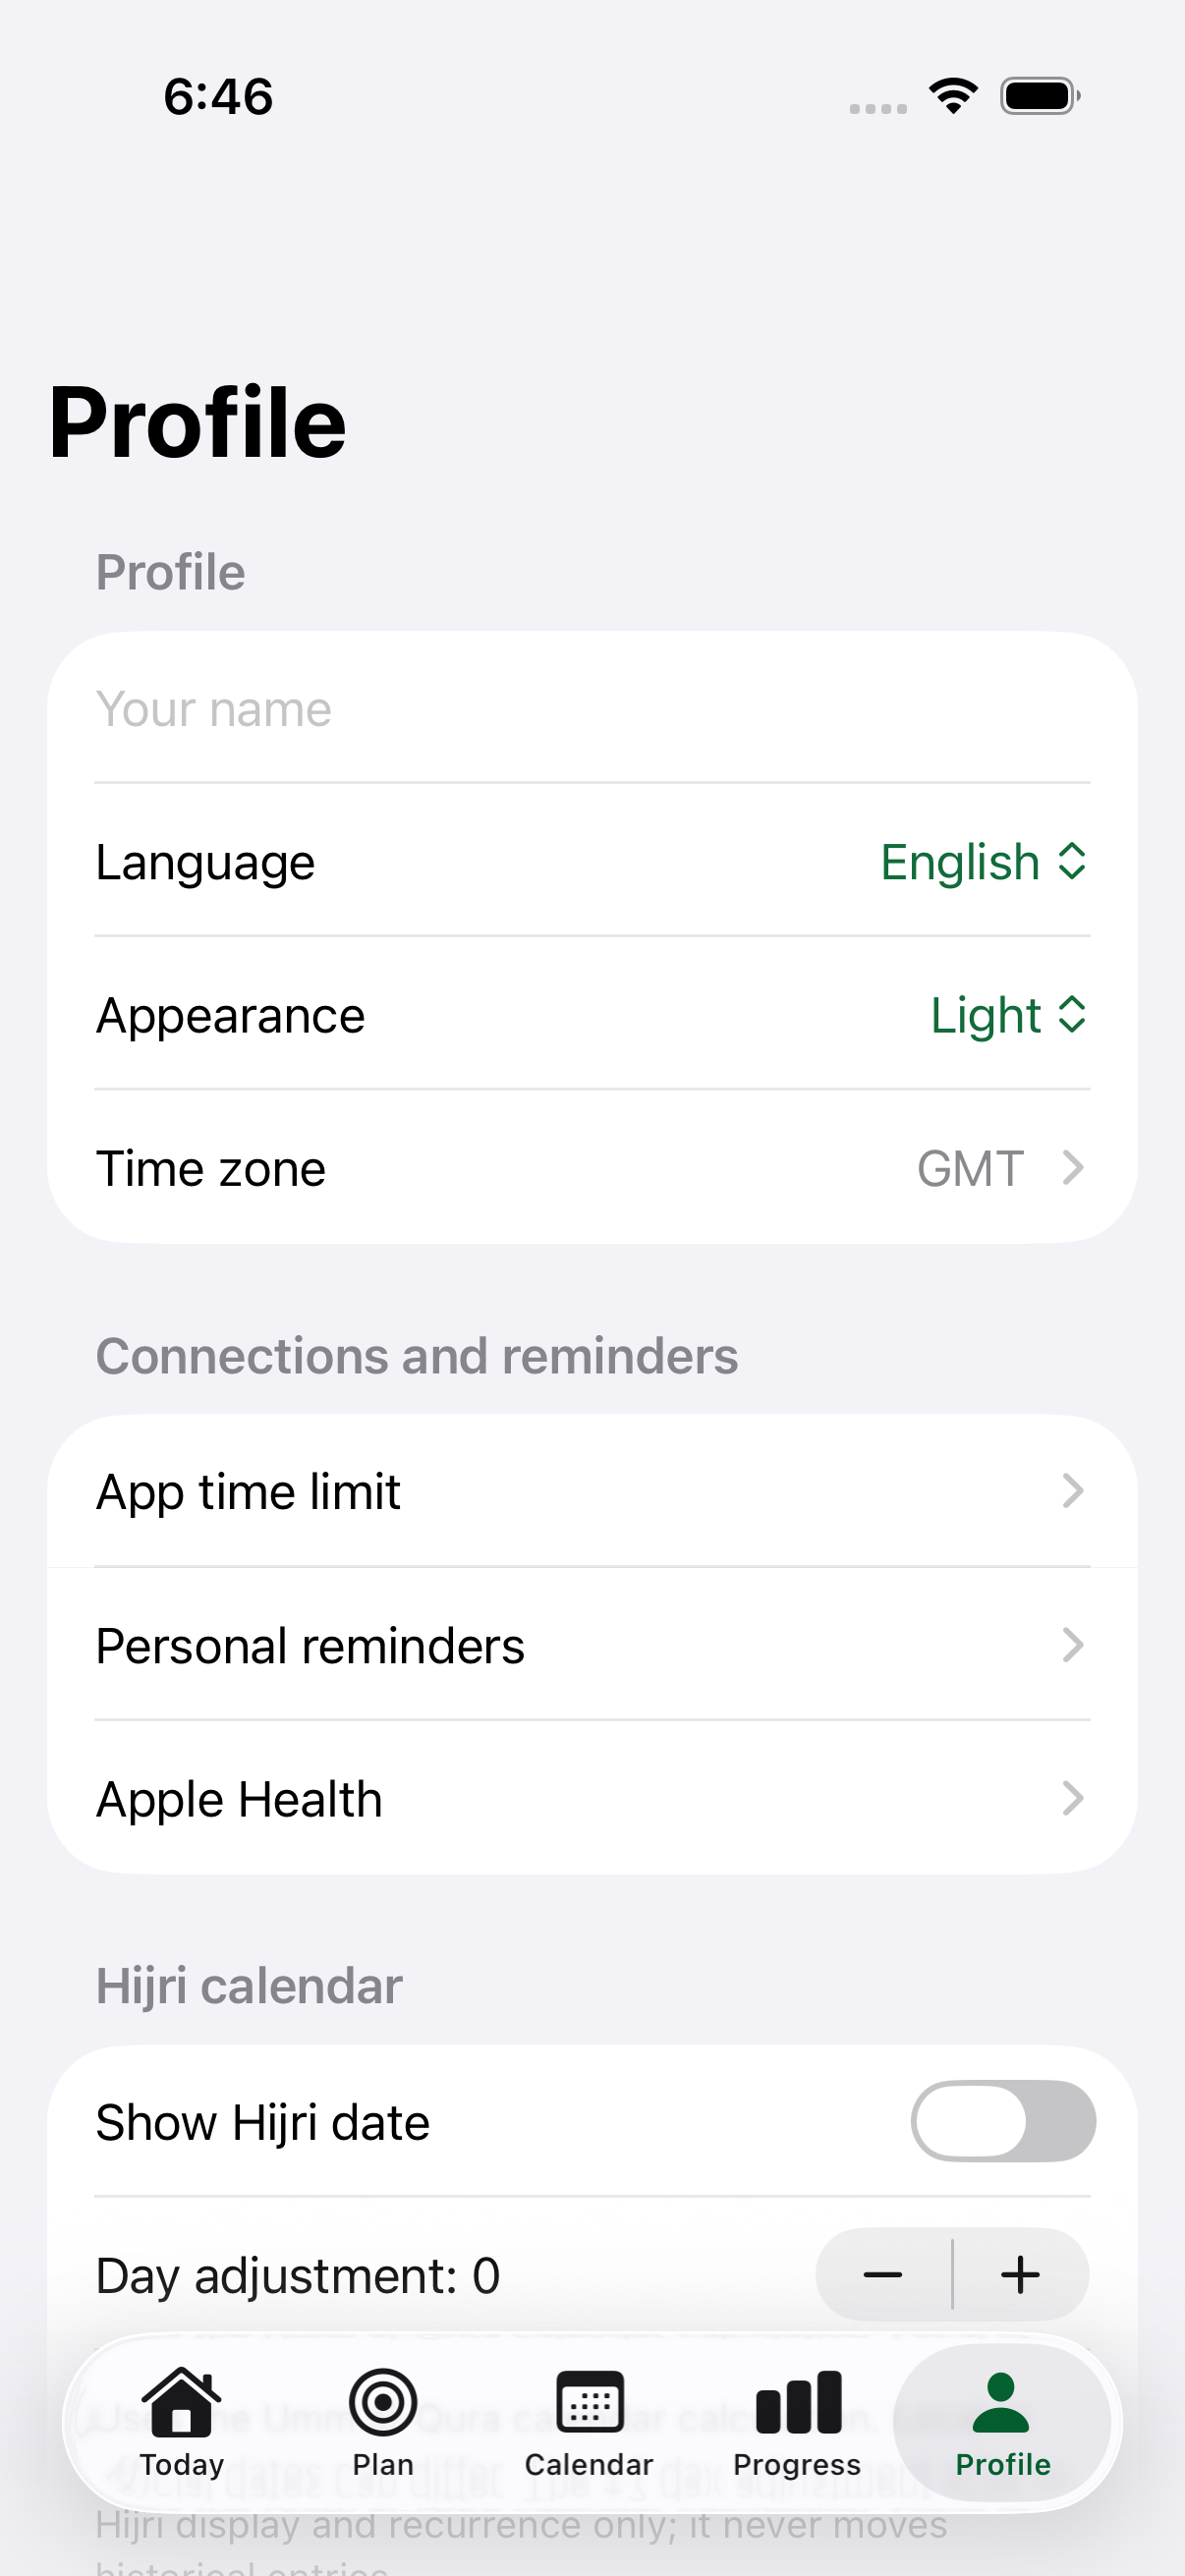 6:46
Profile
Profile
Your name
Language English
Appearance Light
Time zone GMT
Connections and reminders
App time limit
Personal reminders
Apple Health
Hijri calendar
Show Hijri date
Day adjustment: 0
Today Plan Calendar Progress Profile
Hijri display and recurrence only; it never moves
historical entries.